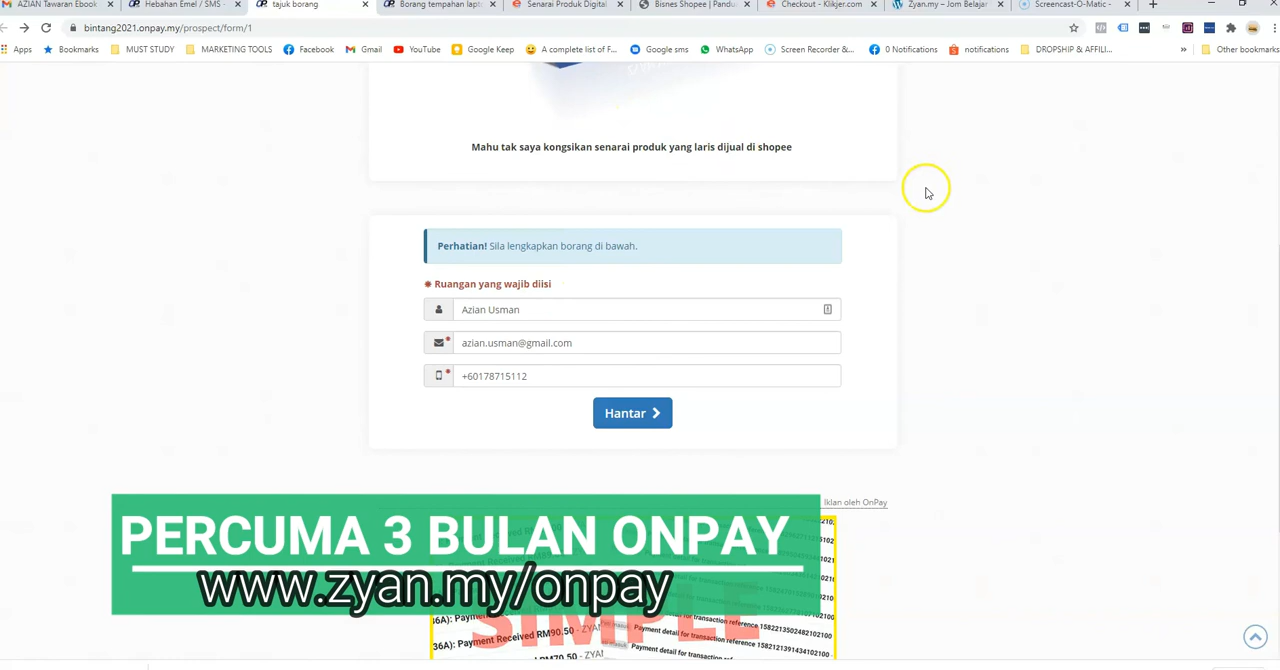 AZIAN Tawaran Ebook
Hebahan Emel / SMS -
tajuk borang
Borang tempahan lapt
Senarai Produk Digital
Bisnes Shopee | Pandu
Checkout - Klikjer.com
Zyan.my – Jom Belajar
Screencast-O-Matic -
bintang2021.onpay.my/prospect/form/1
Apps
Bookmarks
MUST STUDY
MARKETING TOOLS
Facebook
Gmail
YouTube
Google Keep
A complete list of F...
Google sms
WhatsApp
Screen Recorder &...
0 Notifications
notifications
DROPSHIP & AFFILI...
»
Other bookmarks
Mahu tak saya kongsikan senarai produk yang laris dijual di shopee
Perhatian! Sila lengkapkan borang di bawah.
Ruangan yang wajib diisi
Azian Usman
azian.usman@gmail.com
+60178715112
Hantar
Iklan oleh OnPay
PERCUMA 3 BULAN ONPAY
www.zyan.my/onpay
SIMPLE
36A): Payment Received RM90.50 - ZYA
Payment detail for transaction reference 1582213502482102100